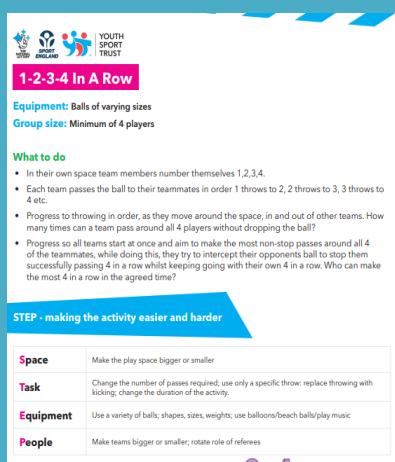 THE NATIONAL LOTTERY
SPORT ENGLAND
YOUTH
SPORT
TRUST
1-2-3-4 In A Row
Equipment: Balls of varying sizes
Group size: Minimum of 4 players
What to do
• In their own space team members number themselves 1,2,3,4.
• Each team passes the ball to their teammates in order 1 throws to 2, 2 throws to 3, 3 throws to
4 etc.
• Progress to throwing in order, as they move around the space, in and out of other teams. How
many times can a team pass around all 4 players without dropping the ball?
• Progress so all teams start at once and aim to make the most non-stop passes around all 4
of the teammates, while doing this, they try to intercept their opponents ball to stop them
successfully passing 4 in a row whilst keeping going with their own 4 in a row. Who can make
the most 4 in a row in the agreed time?
STEP - making the activity easier and harder
Space Make the play space bigger or smaller
Task Change the number of passes required; use only a specific throw: replace throwing with
kicking; change the duration of the activity.
Equipment Use a variety of balls; shapes, sizes, weights; use balloons/beach balls/play music
People Make teams bigger or smaller; rotate role of referees